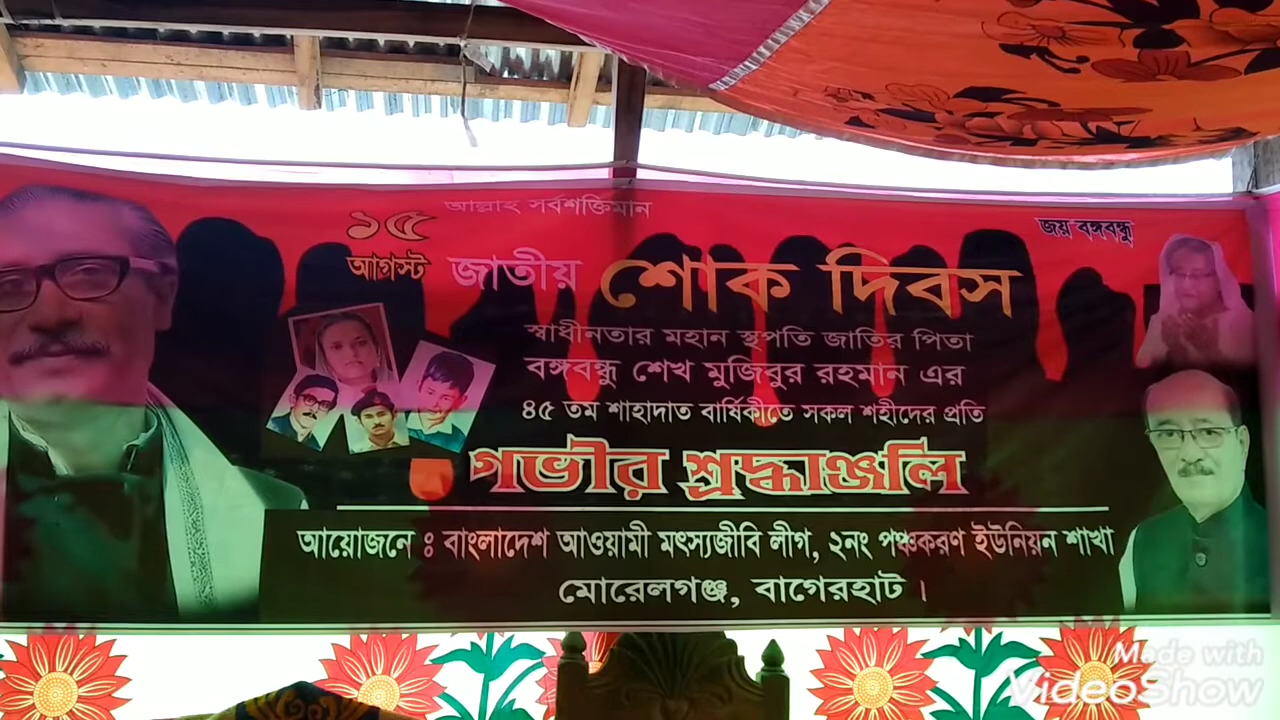 আল্লাহ সর্বশক্তিমান
জয় বঙ্গবন্ধু
১৫
আগস্ট
জাতীয় শোক দিবস
স্বাধীনতার মহান স্থপতি জাতির পিতা
বঙ্গবন্ধু শেখ মুজিবুর রহমান এর
৪৫ তম শাহাদাত বার্ষিকীতে সকল শহীদের প্রতি
গভীর শ্রদ্ধাঞ্জলি
আয়োজনে ঃ বাংলাদেশ আওয়ামী মৎস্যজীবি লীগ, ২নং পঞ্চকরণ ইউনিয়ন শাখা
মোরেলগঞ্জ, বাগেরহাট ।
Made with
VideoShow